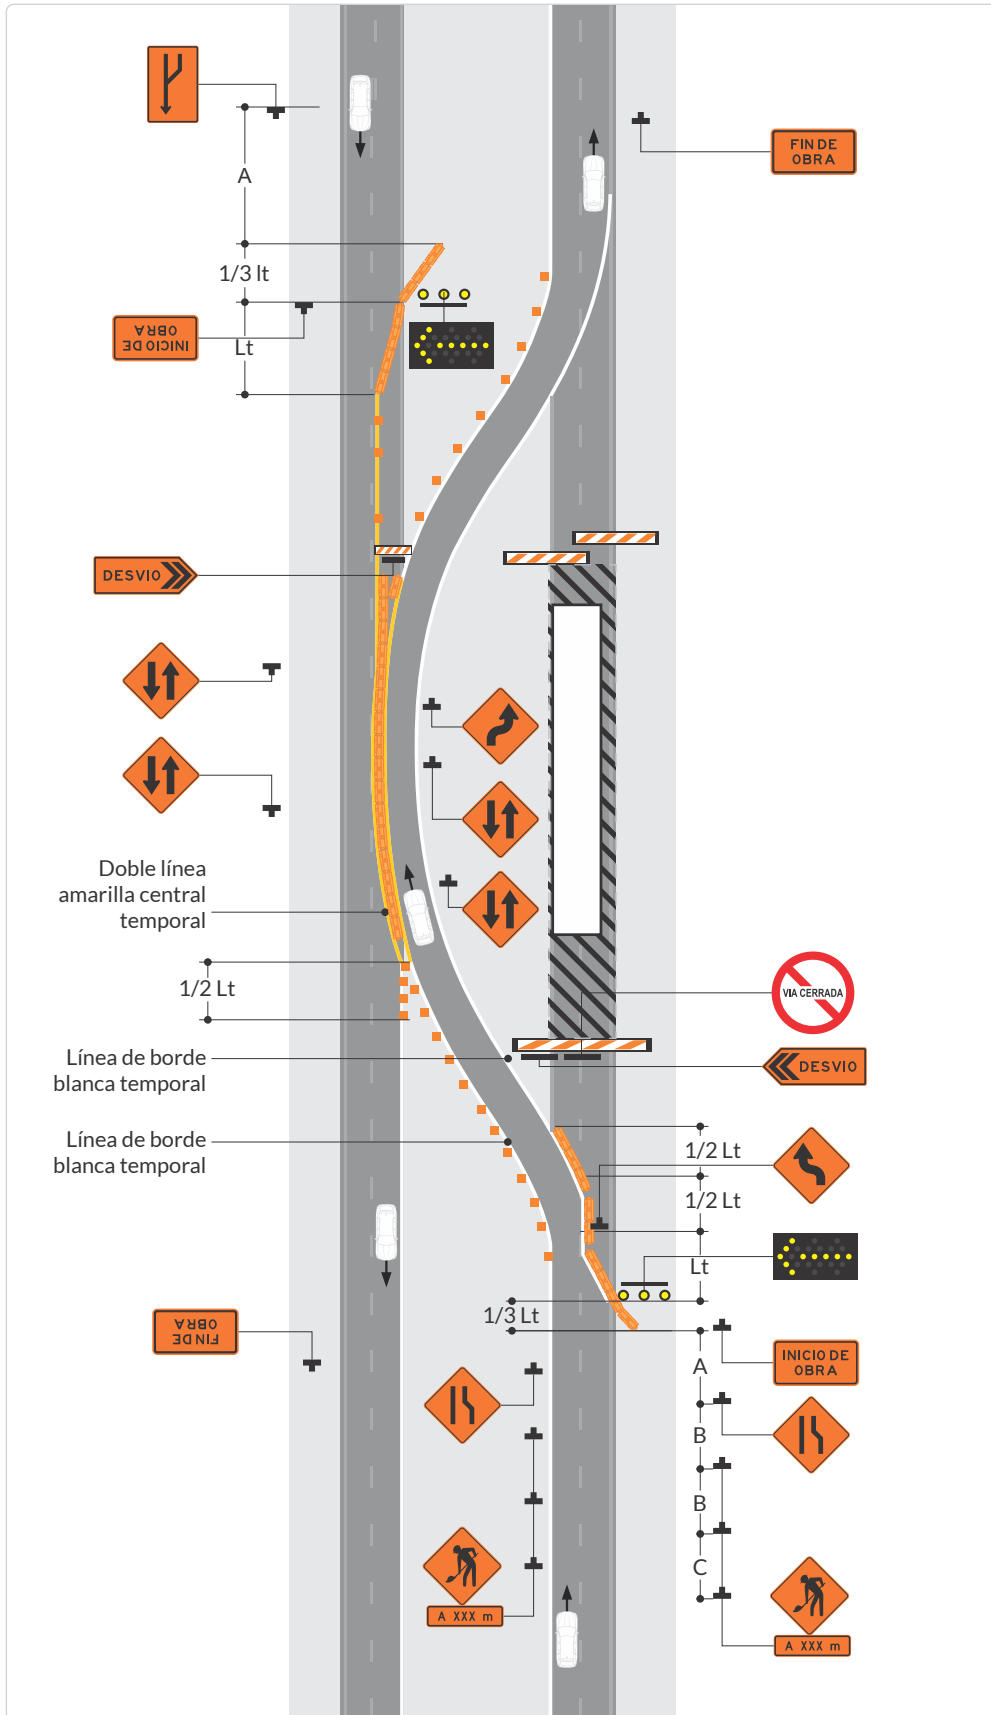 FIN DE
OBRA
A
1/3 lt
INICIO DE
OBRA
Lt
DESVIO
Doble línea
amarilla central
temporal
1/2 Lt
VIA CERRADA
Línea de borde
blanca temporal
DESVIO
Línea de borde
blanca temporal
1/2 Lt
1/2 Lt
Lt
1/3 Lt
FIN DE
OBRA
INICIO DE
OBRA
A
B
B
C
A XXX m
A XXX m